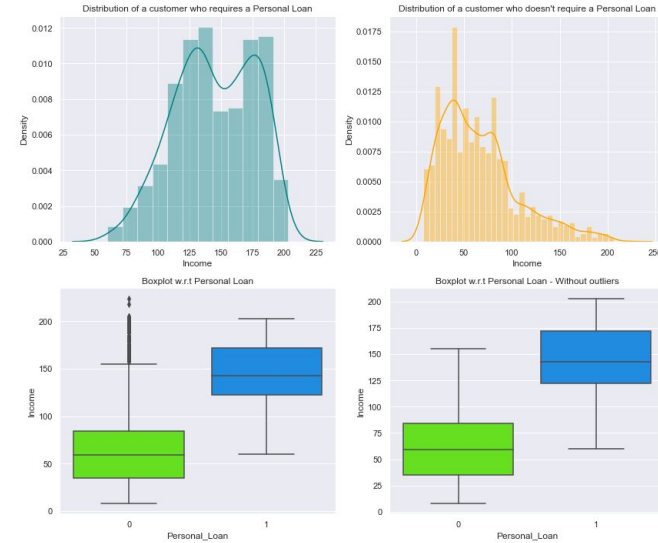 Distribution of a customer who requires a Personal Loan
0.012
0.010
0.008
0.006
0.004
0.002
0.000
Density
25 50 75 100 125 150 175 200 225
Income
Distribution of a customer who doesn't require a Personal Loan
0.0175
0.0150
0.0125
0.0100
0.0075
0.0050
0.0025
0.0000
Density
0 50 100 150 200 250
Income
Boxplot w.r.t Personal Loan
200
150
100
50
0
Income
0 1
Personal_Loan
Boxplot w.r.t Personal Loan - Without outliers
200
175
150
125
100
75
50
25
0
Income
0 1
Personal_Loan